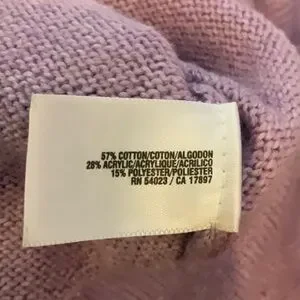 57% COTTON/COTON/ALGODON
28% ACRYLIC/ACRYLIQUE/ACRILICO
15% POLYESTER/POLIESTER
RN 54023 / CA 17897